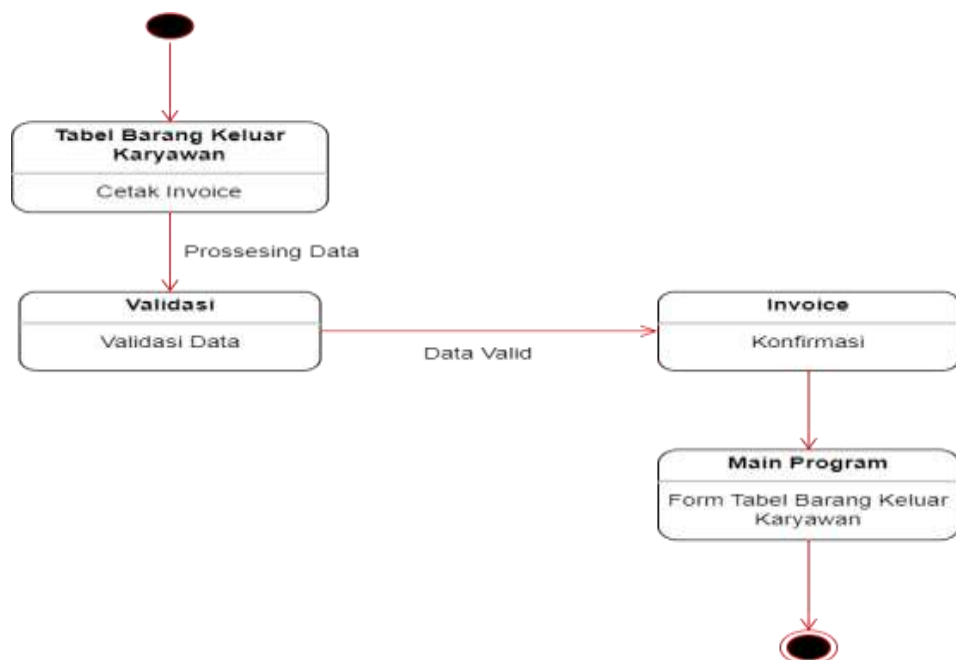 Tabel Barang Keluar
Karyawan
Cetak Invoice
Prossesing Data
Validasi
Validasi Data
Data Valid
Invoice
Konfirmasi
Main Program
Form Tabel Barang Keluar
Karyawan